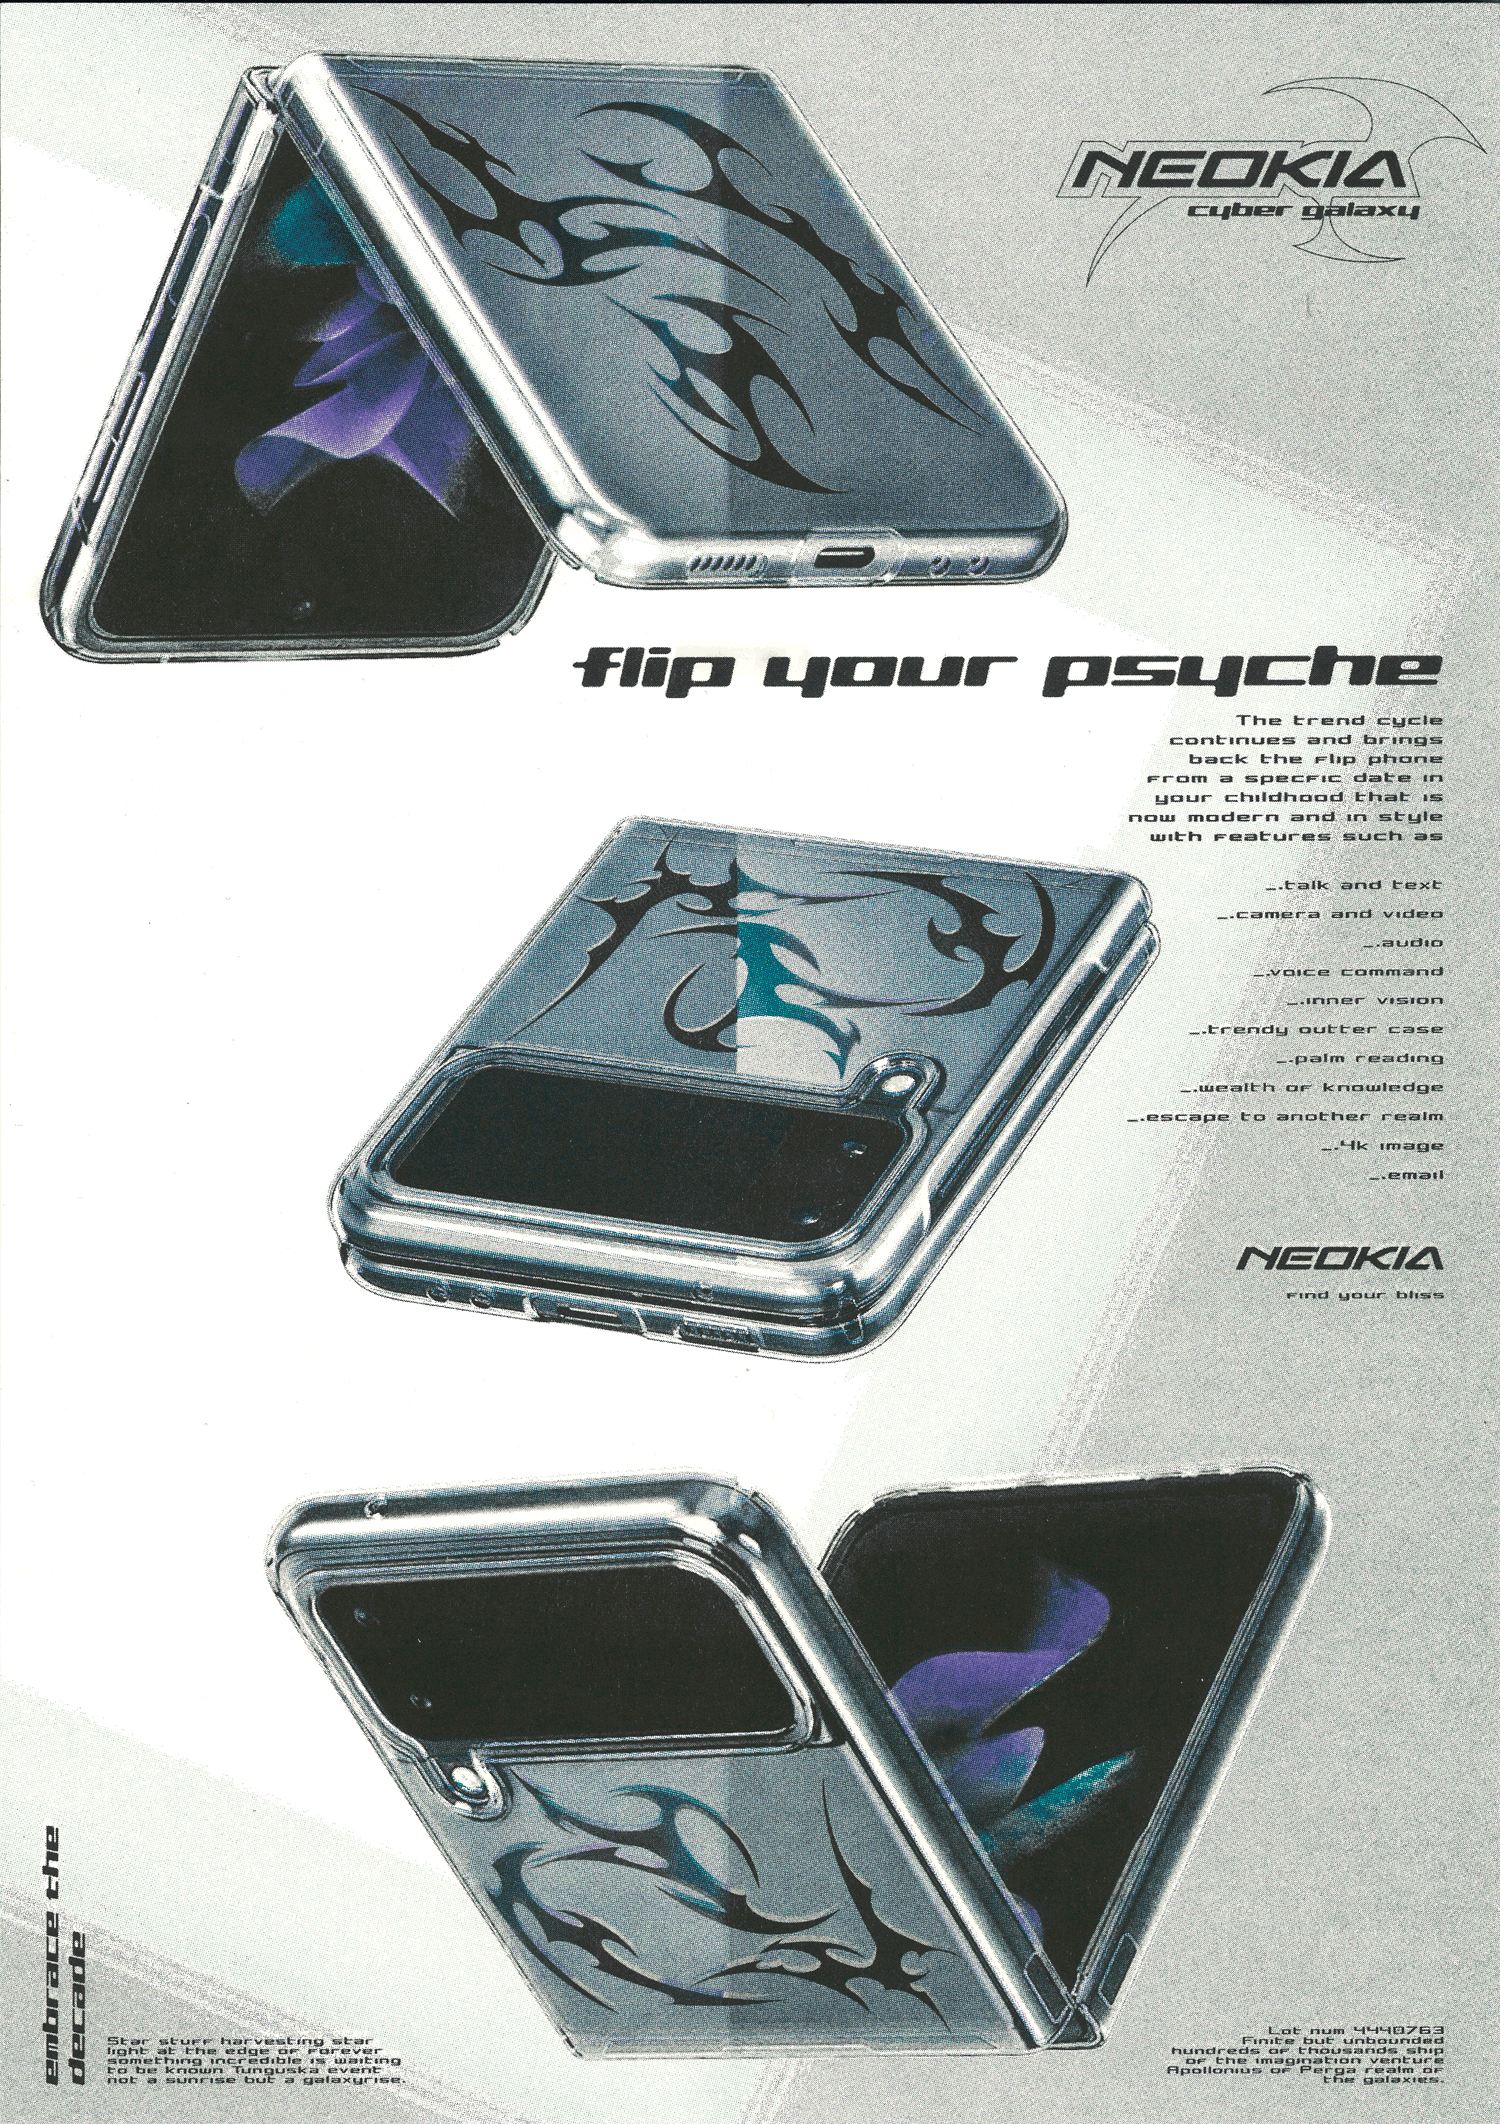 NEOKIA
cyber galaxy
flip your psyche
The trend cycle
continues and brings
back the flip phone
from a specfic date in
your childhood that is
now modern and in style
with features such as
_.talk and text
_.camera and video
_.audio
_.voice command
_.inner vision
_.trendy outter case
_.palm reading
_.wealth of knowledge
_.escape to another realm
_.4k image
_.email
NEOKIA
find your bliss
embrace the
decade
Star stuff harvesting star
light at the edge of forever
something incredible is waiting
to be known Tunguska event
not a sunrise but a galaxyrise.
Lot num 4440763
Finite but unbounded
hundreds of thousands ship
of the imagination venture
Apollonius of Perga realm of
the galaxies.